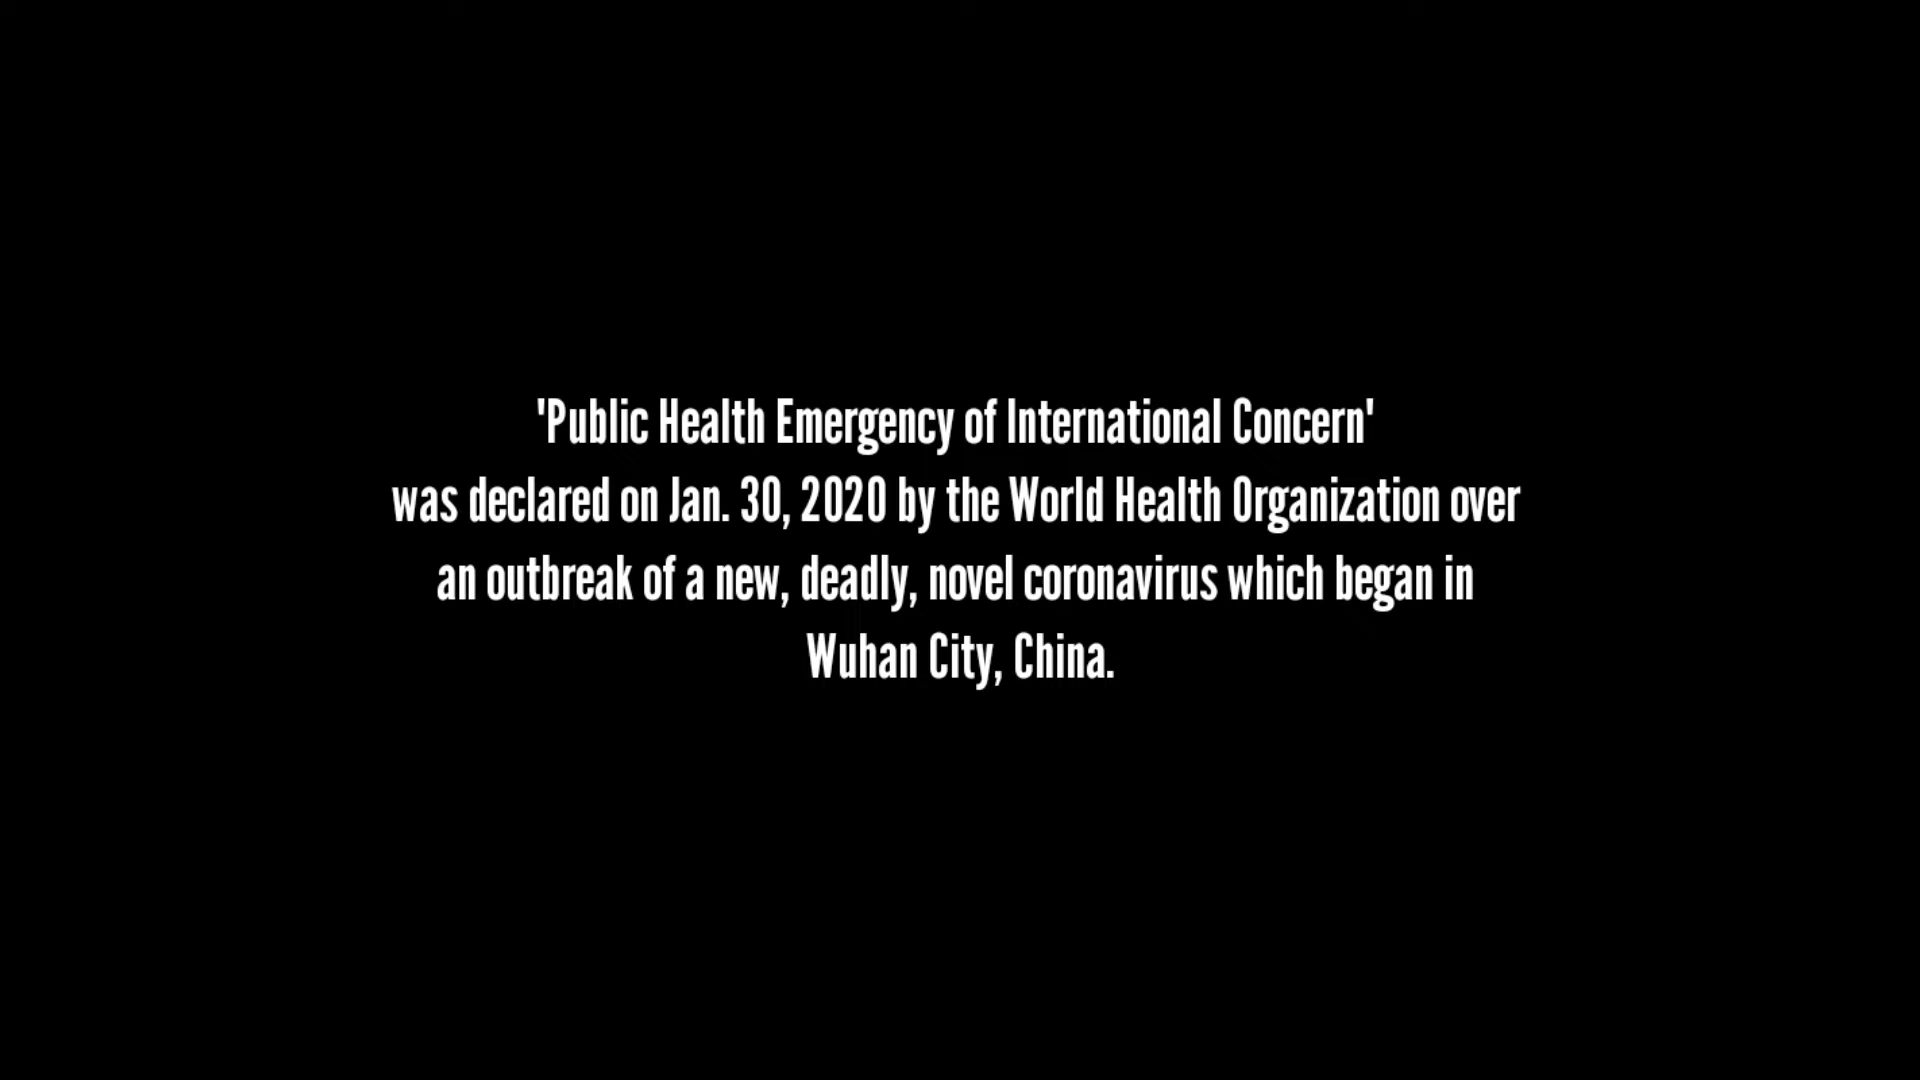 'Public Health Emergency of International Concern'
was declared on Jan. 30, 2020 by the World Health Organization over
an outbreak of a new, deadly, novel coronavirus which began in
Wuhan City, China.